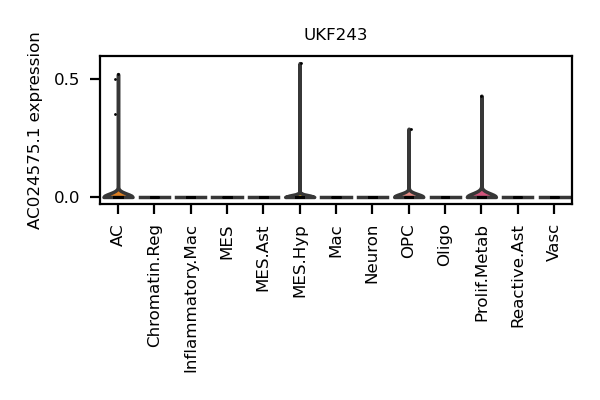 UKF243
AC024575.1 expression
0.5
0.0
AC
Chromatin.Reg
Inflammatory.Mac
MES
MES.Ast
MES.Hyp
Mac
Neuron
OPC
Oligo
Prolif.Metab
Reactive.Ast
Vasc